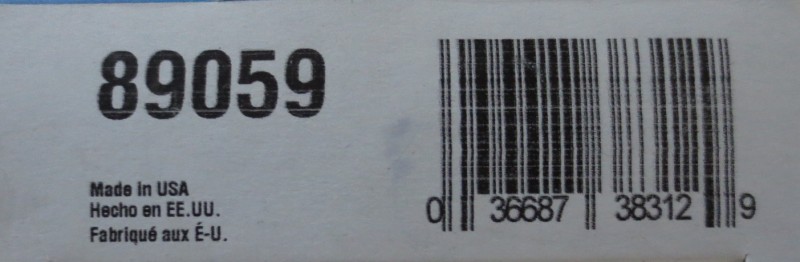 89059
Made in USA
Hecho en EE.UU.
Fabriqué aux É-U.
0 36687 38312 9